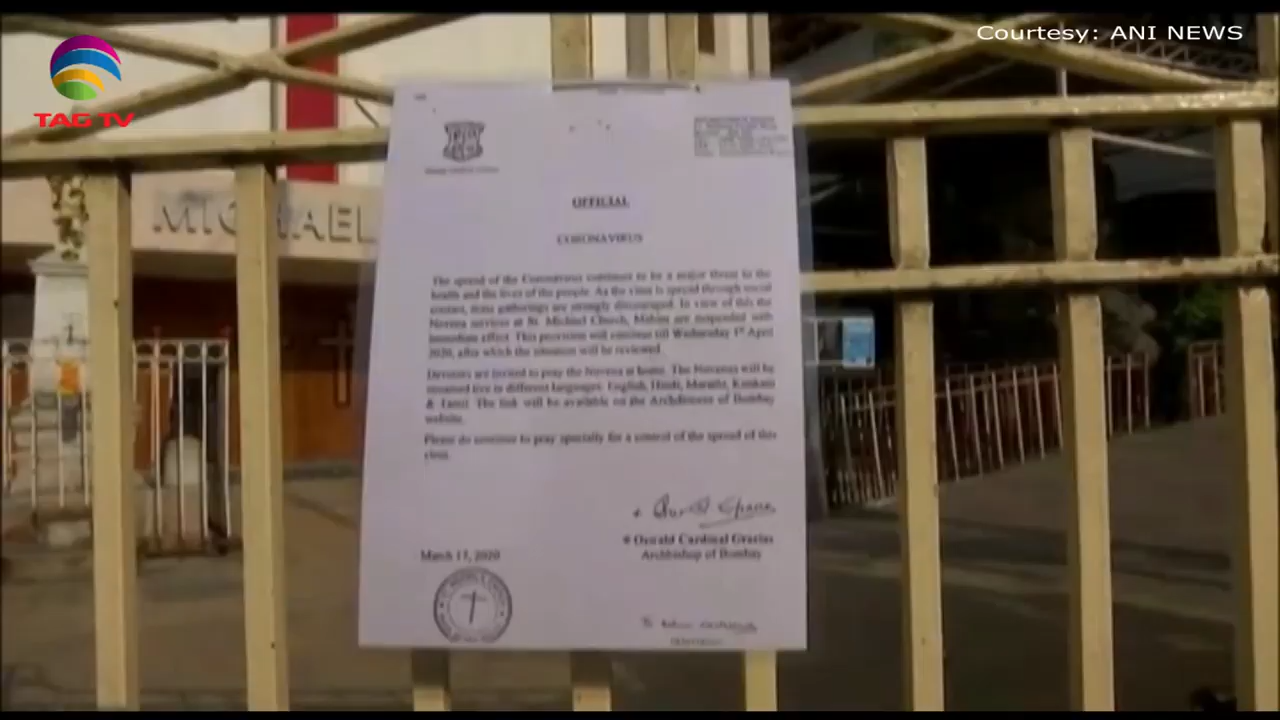 Courtesy: ANI NEWS
TAG TV
MICHAEL
OFFICIAL
CORONAVIRUS
The spread of the Coronavirus continues to be a major threat to the
health and the lives of the people. As the virus is spread through social
contact, mass gatherings are strongly discouraged. In view of this the
Novena services at St. Michael Church, Mahim are suspended with
immediate effect. This provision will continue till Wednesday 1st April
2020, after which the situation will be reviewed.
Devotees are invited to pray the Novena at home. The Novenas will be
streamed live in different languages: English, Hindi, Marathi, Konkani
& Tamil. The link will be available on the Archdiocese of Bombay
website.
Please do continue to pray specially for a control of the spread of this
virus.
+ Oswald Cardinal Gracias
Archbishop of Bombay
March 2020